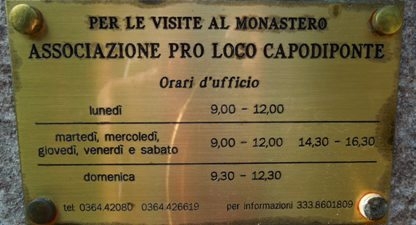 PER LE VISITE AL MONASTERO
ASSOCIAZIONE PRO LOCO CAPODIPONTE
Orari d'ufficio
lunedì 9,00 - 12,00
martedì, mercoledì,
giovedì, venerdì e sabato 9,00 - 12,00 14,30 - 16,30
domenica 9,30 - 12,30
tel: 0364.42080 0364.426619 per informazioni 333.8601809